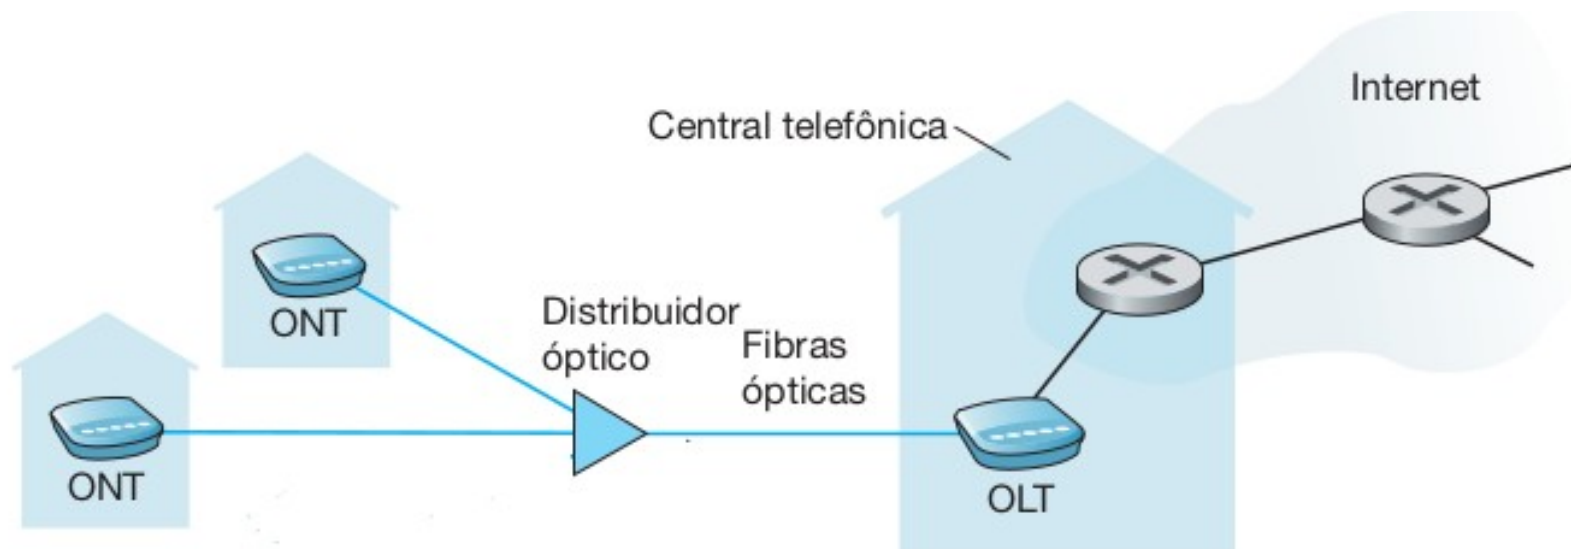 Internet
Central telefônica
ONT
Distribuidor
óptico
Fibras
ópticas
ONT
OLT